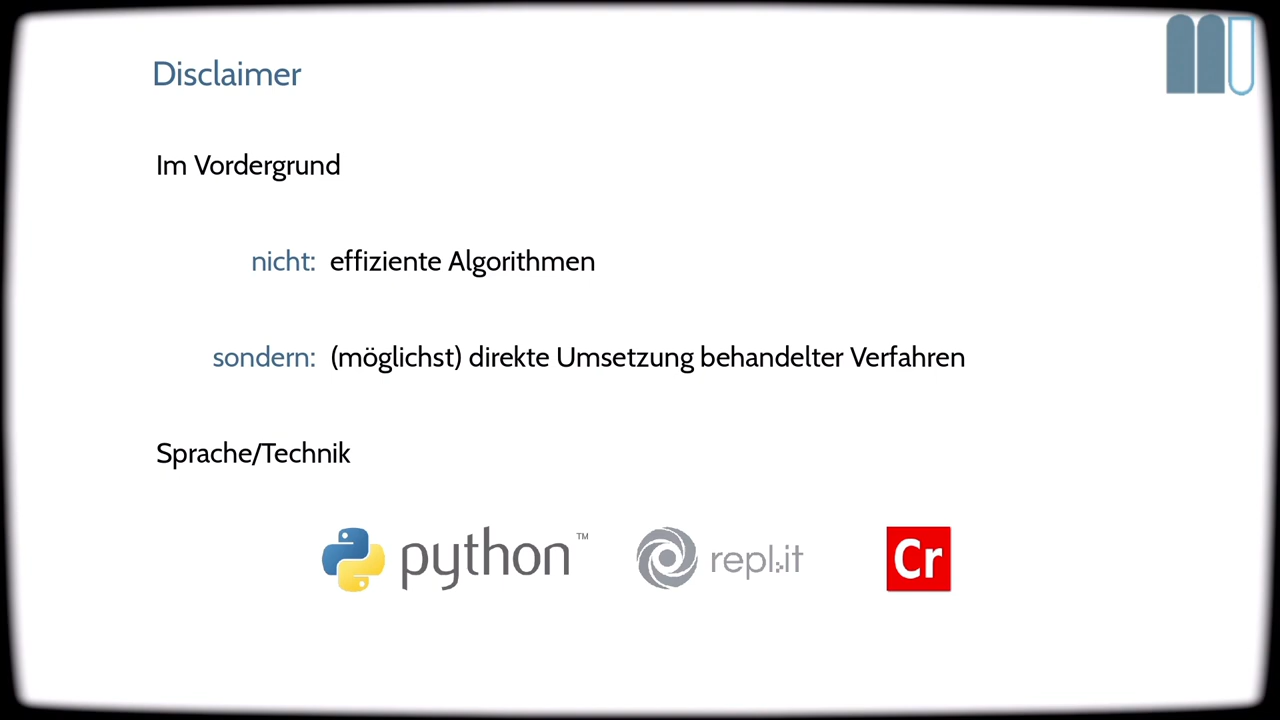 Disclaimer
Im Vordergrund
nicht: effiziente Algorithmen
sondern: (möglichst) direkte Umsetzung behandelter Verfahren
Sprache/Technik
python™ repl.it Cr